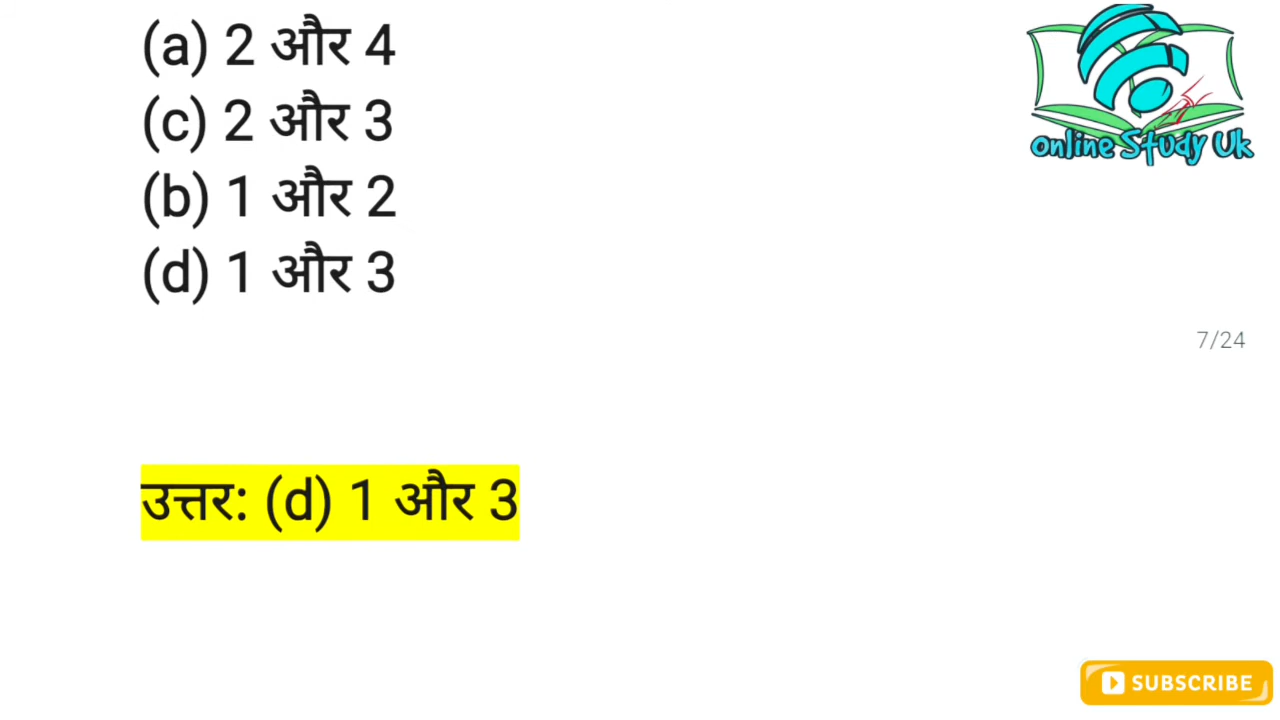 (a) 2 और 4
(c) 2 और 3
(b) 1 और 2
(d) 1 और 3
Online Study Uk
7/24
उत्तर: (d) 1 और 3
SUBSCRIBE